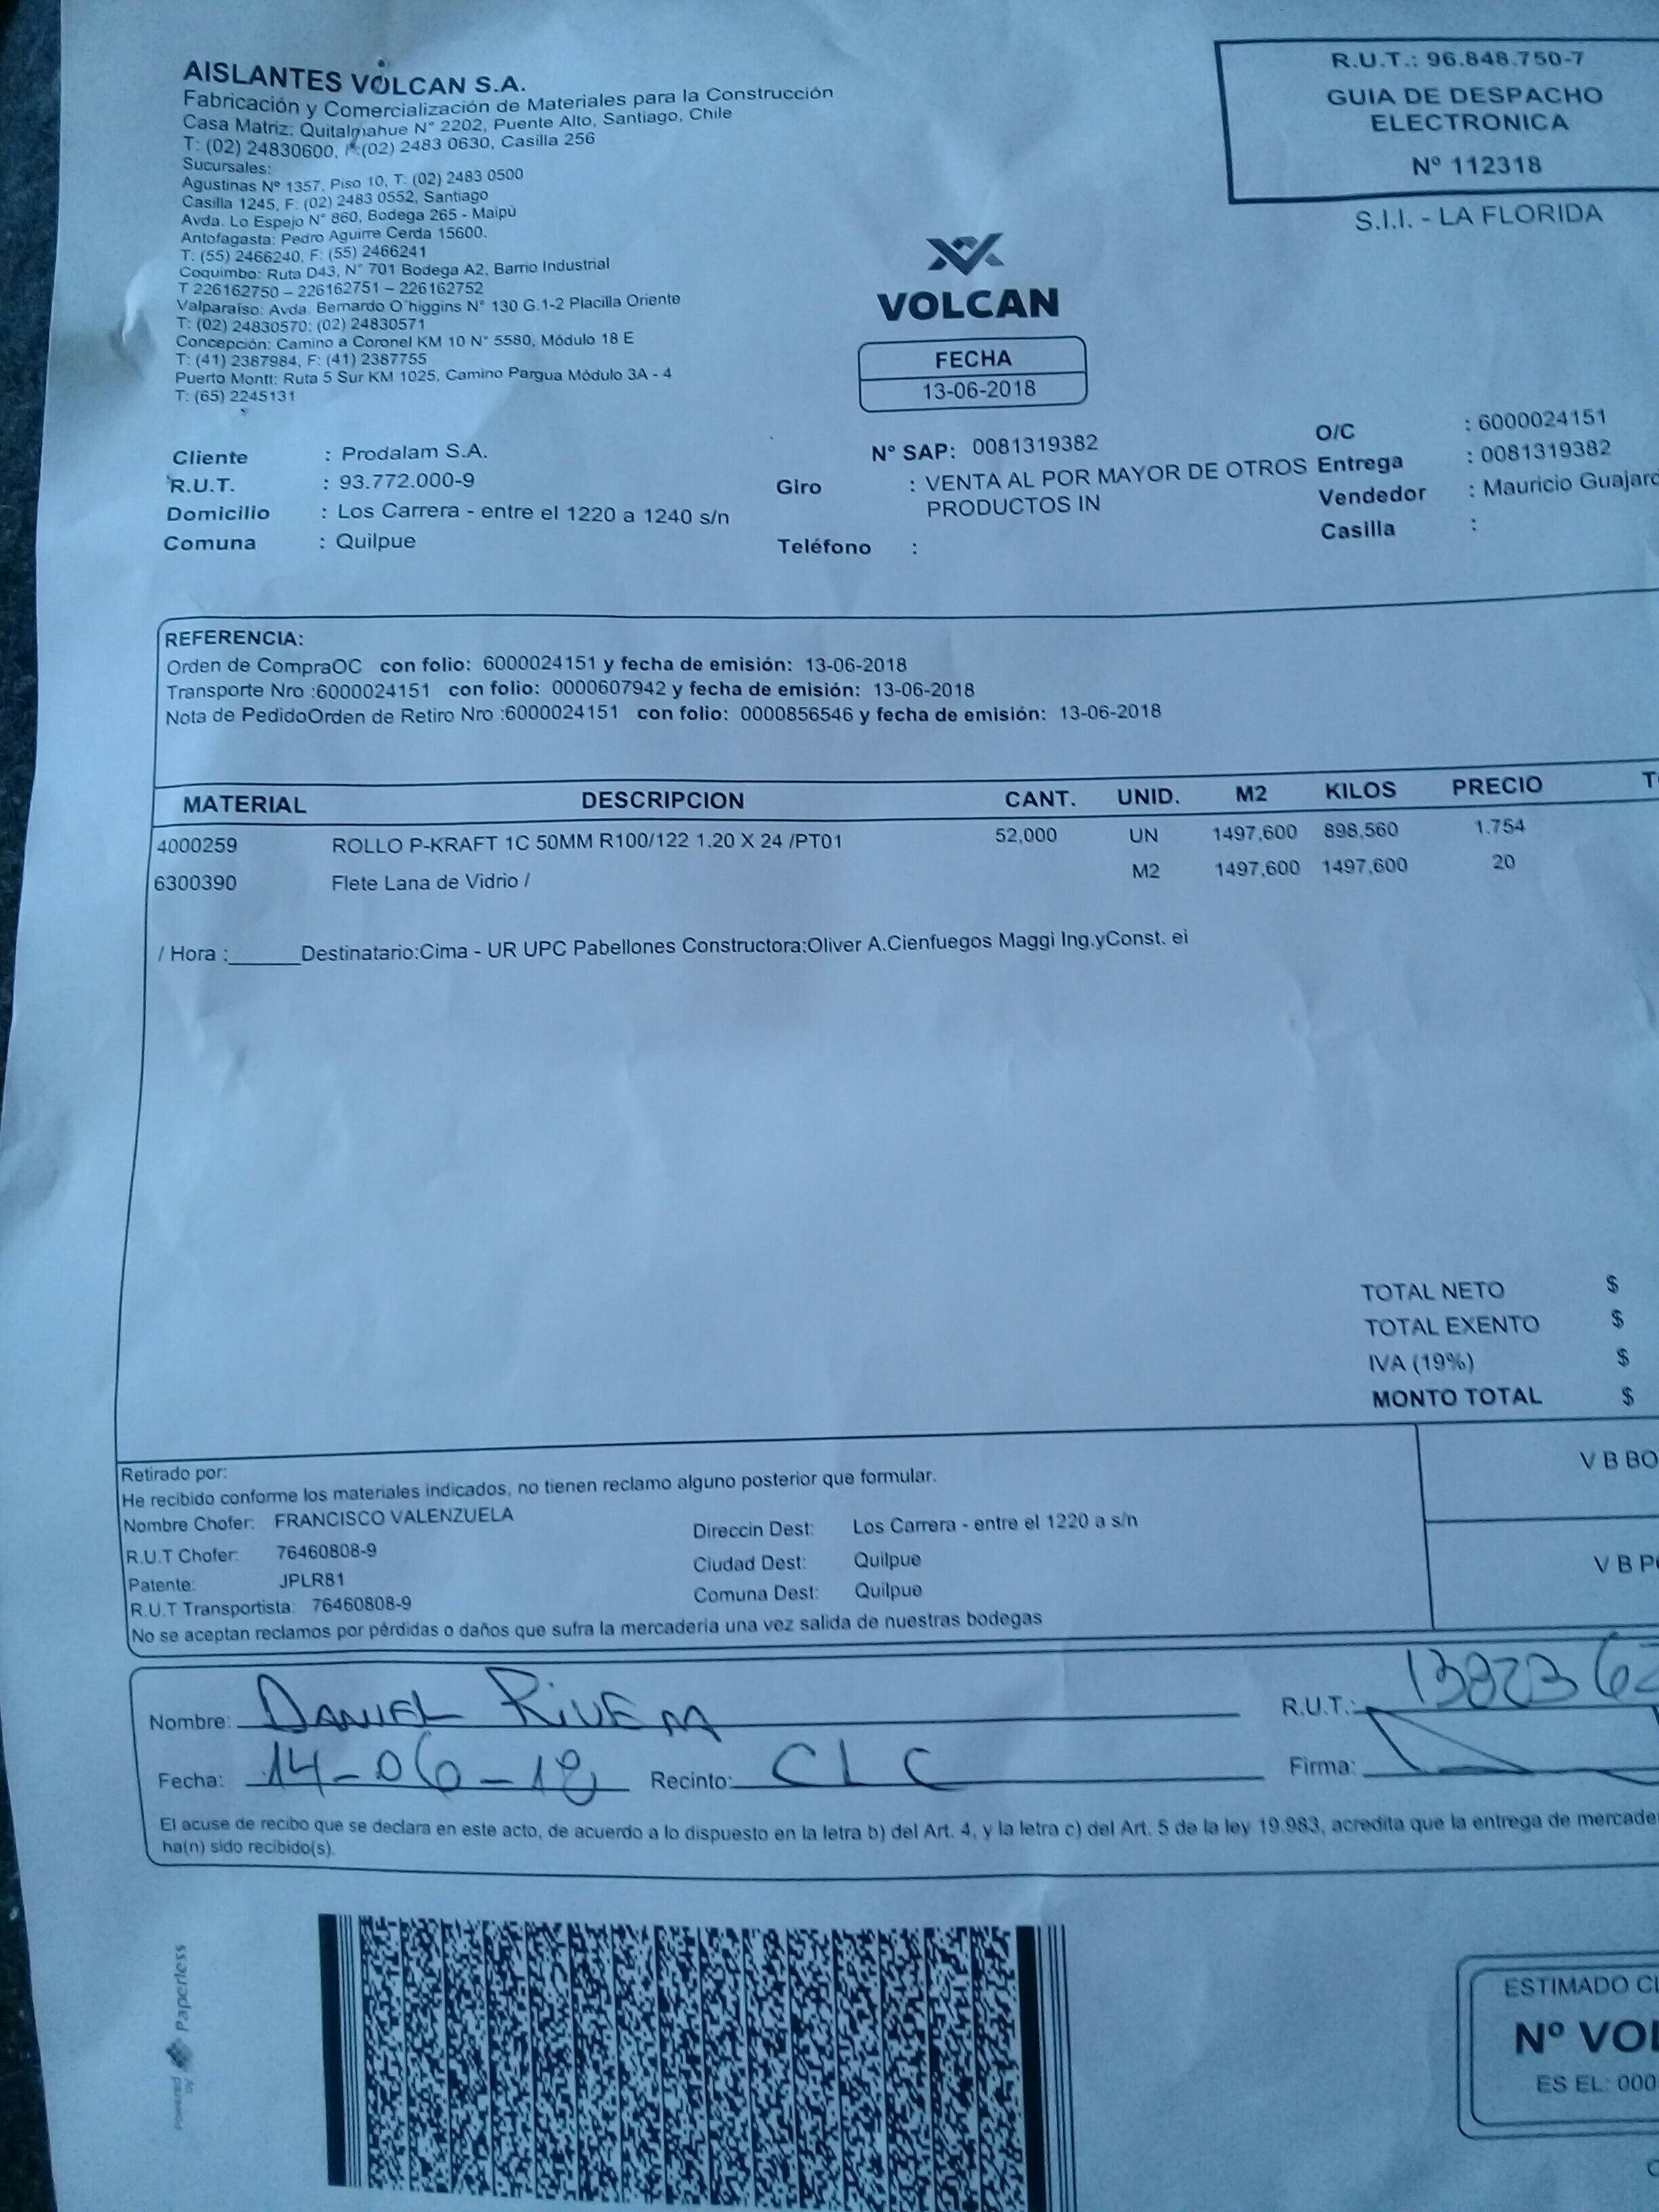 AISLANTES VOLCAN S.A.
Fabricación y Comercialización de Materiales para la Construcción
Casa Matriz: Quitalmahue N° 2202, Puente Alto, Santiago, Chile
T: (02) 24830600, F:(02) 2483 0630, Casilla 256
Sucursales:
Agustinas Nº 1357, Piso 10, T: (02) 2483 0500
Casilla 1245, F: (02) 2483 0552, Santiago
Avda. Lo Espejo N° 860, Bodega 265 - Maipù
Antofagasta: Pedro Aguirre Cerda 15600.
T: (55) 2466240, F: (55) 2466241
Coquimbo: Ruta D43, N° 701 Bodega A2, Barrio Industrial
T 226162750 – 226162751 – 226162752
Valparaíso: Avda. Bernardo O`higgins N° 130 G.1-2 Placilla Oriente
T: (02) 24830570; (02) 24830571
Concepción: Camino a Coronel KM 10 N° 5580, Módulo 18 E
T: (41) 2387984, F: (41) 2387755
Puerto Montt: Ruta 5 Sur KM 1025, Camino Pargua Módulo 3A - 4
T: (65) 2245131
R.U.T.: 96.848.750-7
GUIA DE DESPACHO
ELECTRONICA
Nº 112318
S.I.I. - LA FLORIDA
VOLCAN
FECHA
13-06-2018
Cliente : Prodalam S.A.
R.U.T. : 93.772.000-9
Domicilio : Los Carrera - entre el 1220 a 1240 s/n
Comuna : Quilpue
N° SAP: 0081319382
Giro : VENTA AL POR MAYOR DE OTROS
PRODUCTOS IN
Teléfono :
O/C : 6000024151
Entrega : 0081319382
Vendedor : Mauricio Guajard
Casilla :
REFERENCIA:
Orden de CompraOC con folio: 6000024151 y fecha de emisión: 13-06-2018
Transporte Nro :6000024151 con folio: 0000607942 y fecha de emisión: 13-06-2018
Nota de PedidoOrden de Retiro Nro :6000024151 con folio: 0000856546 y fecha de emisión: 13-06-2018
MATERIAL DESCRIPCION CANT. UNID. M2 KILOS PRECIO
4000259 ROLLO P-KRAFT 1C 50MM R100/122 1.20 X 24 /PT01 52,000 UN 1497,600 898,560 1.754
6300390 Flete Lana de Vidrio / M2 1497,600 1497,600 20
/ Hora :______Destinatario:Cima - UR UPC Pabellones Constructora:Oliver A.Cienfuegos Maggi Ing.yConst. ei
TOTAL NETO $
TOTAL EXENTO $
IVA (19%) $
MONTO TOTAL $
Retirado por:
He recibido conforme los materiales indicados, no tienen reclamo alguno posterior que formular.
Nombre Chofer: FRANCISCO VALENZUELA
R.U.T Chofer: 76460808-9
Patente: JPLR81
R.U.T Transportista: 76460808-9
Direccin Dest: Los Carrera - entre el 1220 a s/n
Ciudad Dest: Quilpue
Comuna Dest: Quilpue
No se aceptan reclamos por pérdidas o daños que sufra la mercadería una vez salida de nuestras bodegas
V B BO
V B P
Nombre: DANIEL RIVERA R.U.T.: 1382362
Fecha: 14-06-18 Recinto: CLC Firma:
El acuse de recibo que se declara en este acto, de acuerdo a lo dispuesto en la letra b) del Art. 4, y la letra c) del Art. 5 de la ley 19.983, acredita que la entrega de mercade
ha(n) sido recibido(s).
POWERED by Paperless
ESTIMADO CL
Nº VOL
ES EL: 000